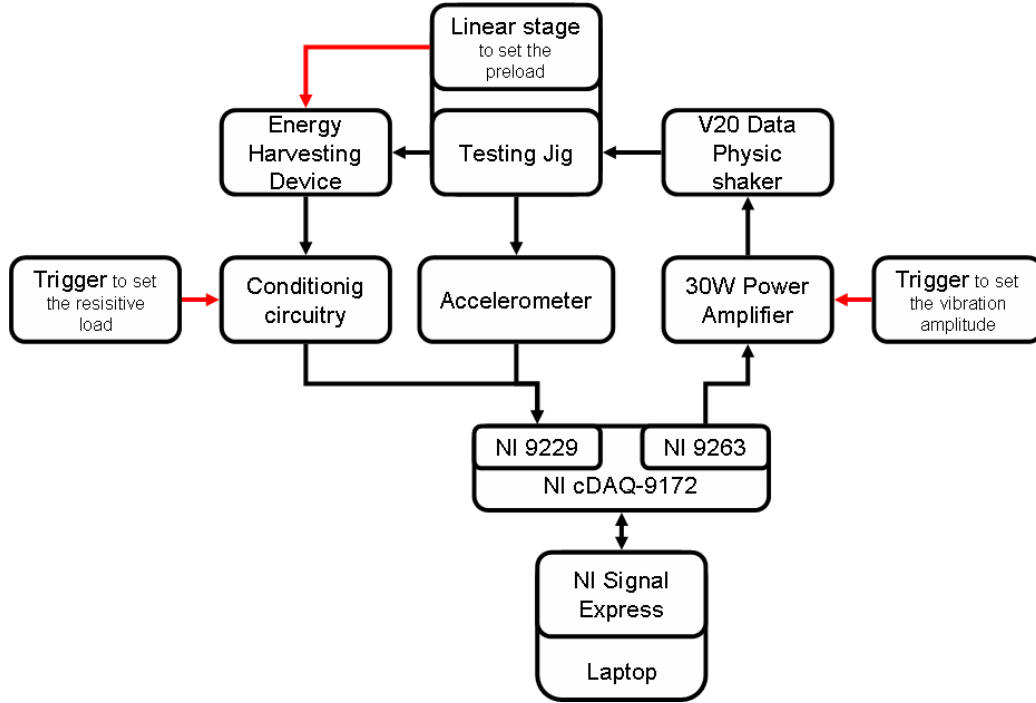 Linear stage
to set the
preload
Energy
Harvesting
Device
Testing Jig
V20 Data
Physic
shaker
Trigger to set
the resisitive
load
Conditionig
circuitry
Accelerometer
30W Power
Amplifier
Trigger to set
the vibration
amplitude
NI 9229
NI 9263
NI cDAQ-9172
NI Signal
Express
Laptop